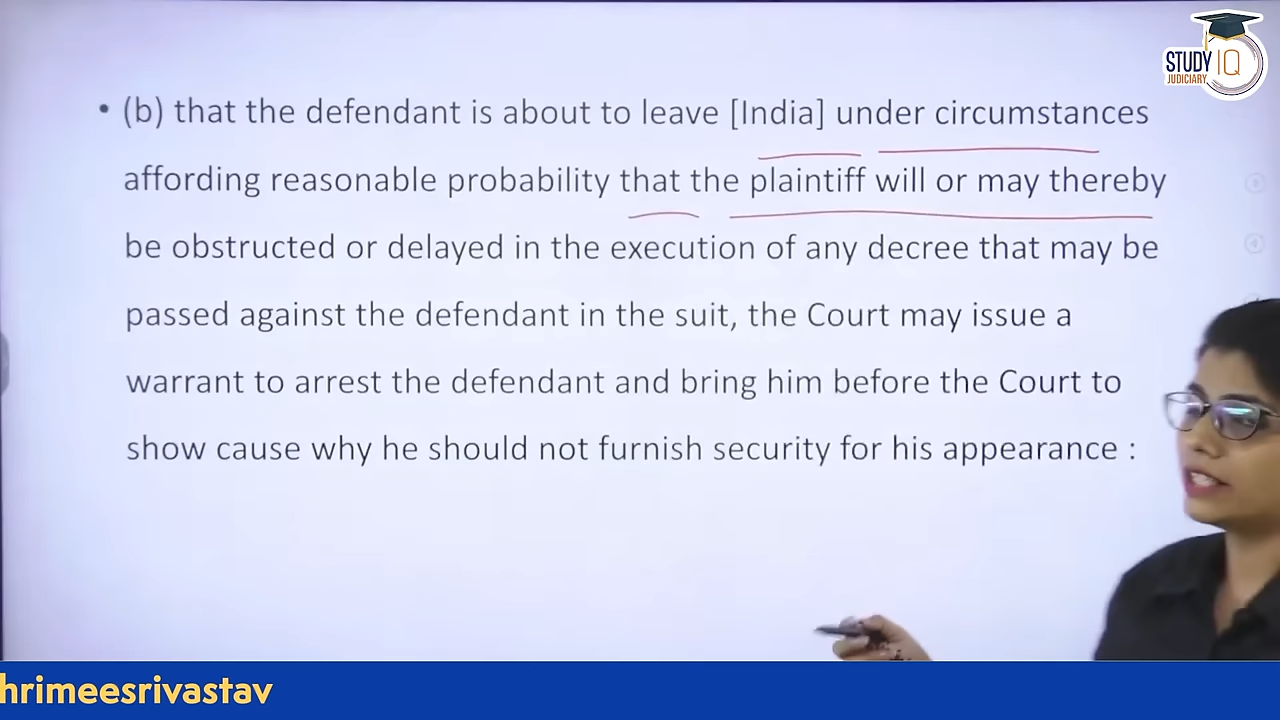 STUDY IQ
JUDICIARY
• (b) that the defendant is about to leave [India] under circumstances
affording reasonable probability that the plaintiff will or may thereby
be obstructed or delayed in the execution of any decree that may be
passed against the defendant in the suit, the Court may issue a
warrant to arrest the defendant and bring him before the Court to
show cause why he should not furnish security for his appearance :
hrimeesrivastav